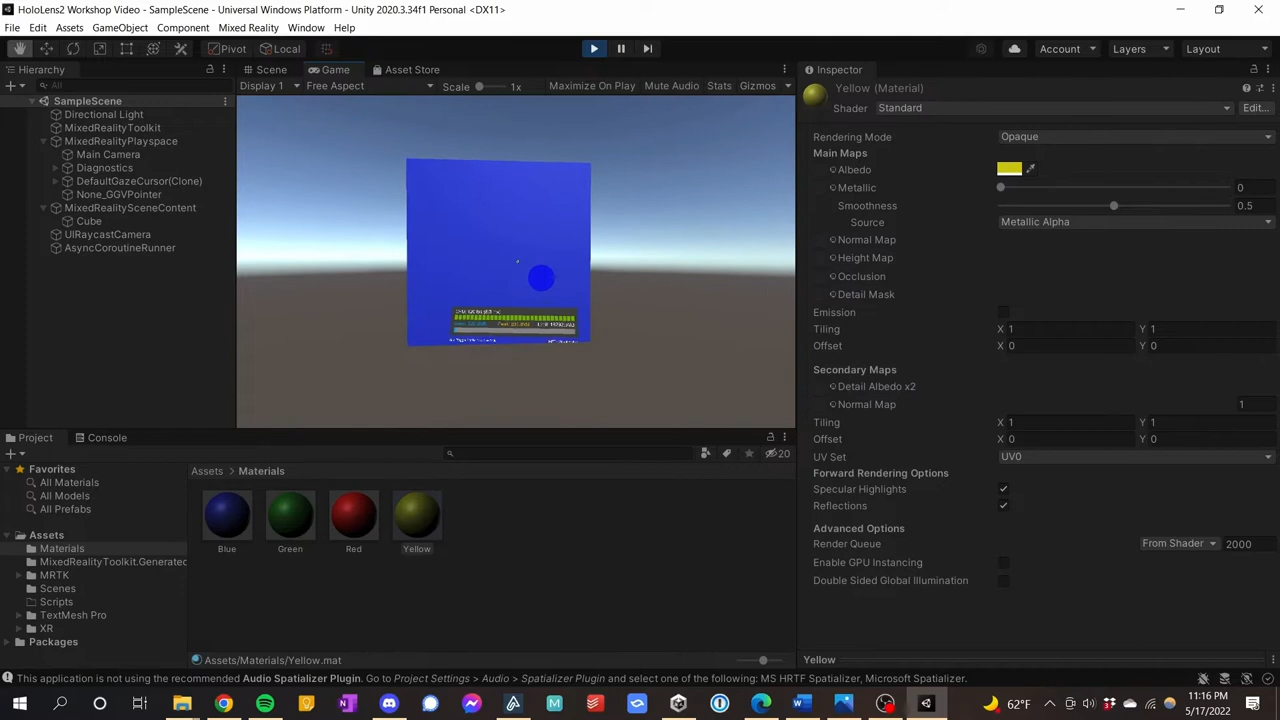 HoloLens2 Workshop Video - SampleScene - Universal Windows Platform - Unity 2020.3.34f1 Personal <DX11>
File Edit Assets GameObject Component Mixed Reality Window Help
Pivot Local Account Layers Layout
Hierarchy
All
SampleScene
Directional Light
MixedRealityToolkit
MixedRealityPlayspace
Main Camera
Diagnostics
DefaultGazeCursor(Clone)
None_GGVPointer
MixedRealitySceneContent
Cube
UIRaycastCamera
AsyncCoroutineRunner
Scene Game Asset Store
Display 1 Free Aspect Scale 1x Maximize On Play Mute Audio Stats Gizmos
Inspector
Yellow (Material)
Shader Standard Edit...
Rendering Mode Opaque
Main Maps
Albedo
Metallic 0
Smoothness 0.5
Source Metallic Alpha
Normal Map
Height Map
Occlusion
Detail Mask
Emission
Tiling X 1 Y 1
Offset X 0 Y 0
Secondary Maps
Detail Albedo x2
Normal Map 1
Tiling X 1 Y 1
Offset X 0 Y 0
UV Set UV0
Forward Rendering Options
Specular Highlights
Reflections
Advanced Options
Render Queue From Shader 2000
Enable GPU Instancing
Double Sided Global Illumination
Yellow
Project Console
20
Favorites
All Materials
All Models
All Prefabs
Assets
Materials
MixedRealityToolkit.Generated
MRTK
Scenes
Scripts
TextMesh Pro
XR
Packages
Assets > Materials
Blue Green Red Yellow
Assets/Materials/Yellow.mat
This application is not using the recommended Audio Spatializer Plugin. Go to Project Settings > Audio > Spatializer Plugin and select one of the following: MS HRTF Spatializer, Microsoft Spatializer.
62°F
11:16 PM
5/17/2022